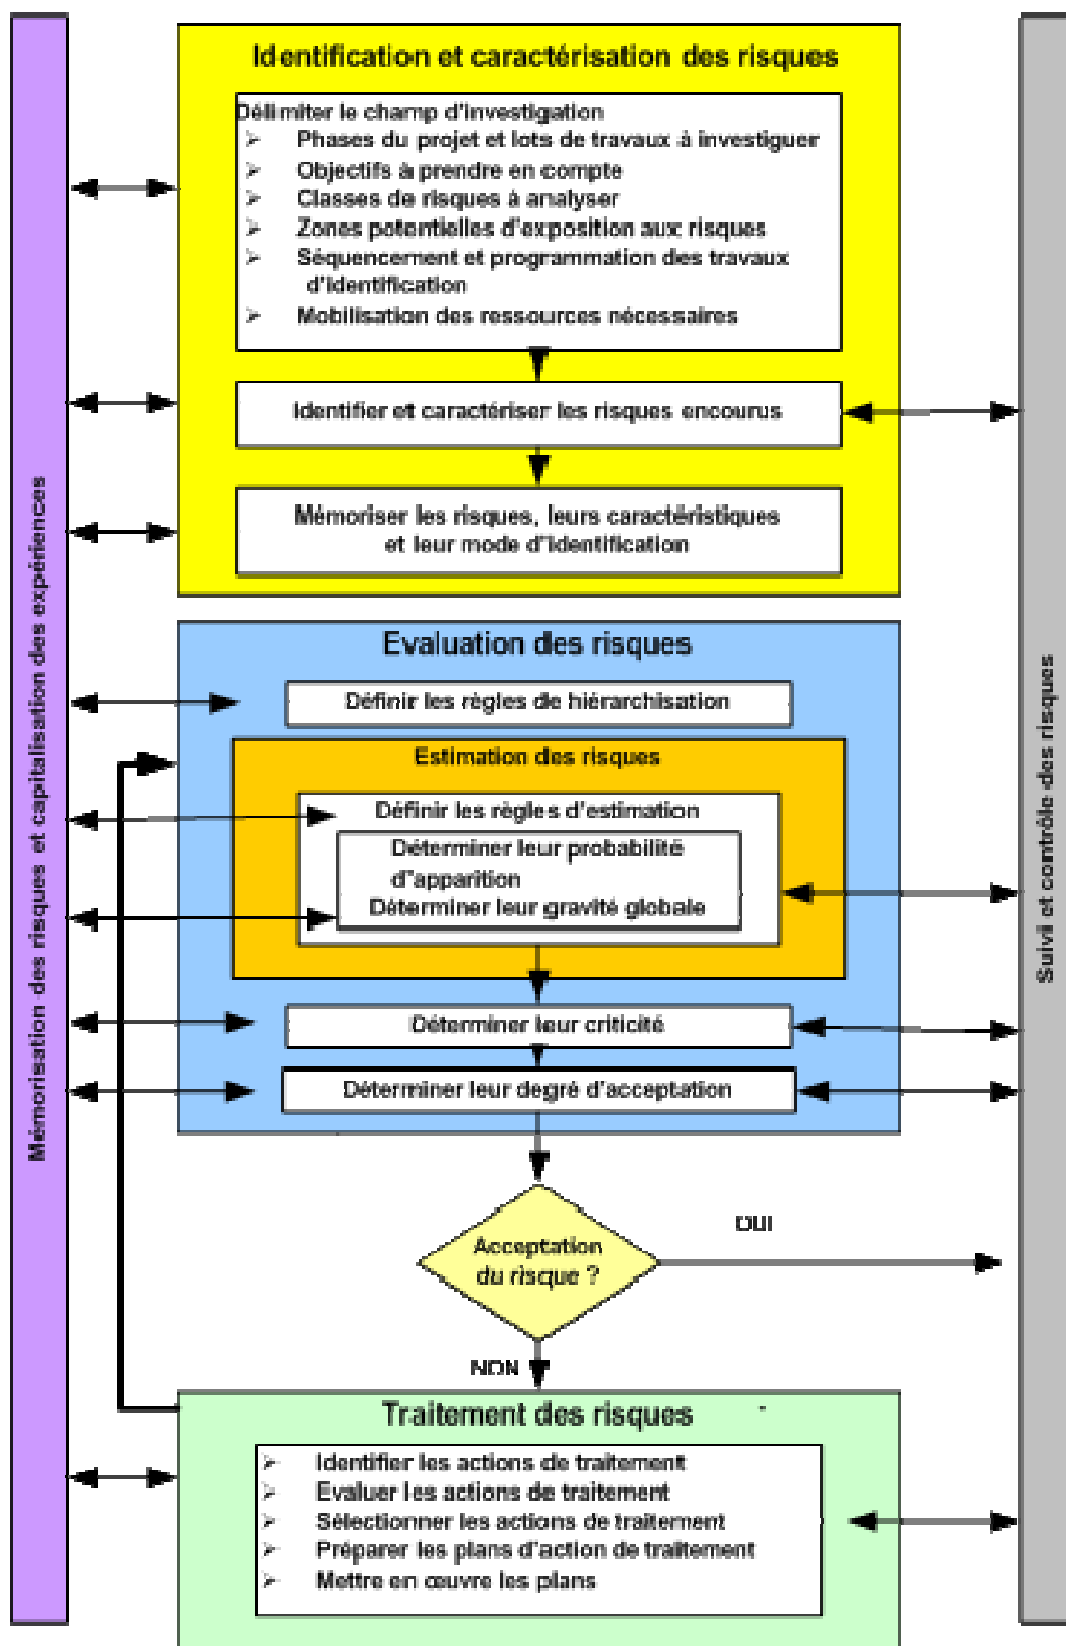 Identification et caractérisation des risques
Délimiter le champ d'investigation
➢ Phases du projet et lots de travaux à investiguer
➢ Objectifs à prendre en compte
➢ Classes de risques à analyser
➢ Zones potentielles d'exposition aux risques
➢ Séquencement et programmation des travaux
d'identification
➢ Mobilisation des ressources nécessaires
Identifier et caractériser les risques encourus
Mémoriser les risques, leurs caractéristiques
et leur mode d'identification
Mémorisation des risques et capitalisation des expériences
Suivi et contrôle des risques
Evaluation des risques
Définir les règles de hiérarchisation
Estimation des risques
Définir les règles d'estimation
Déterminer leur probabilité
d'apparition
Déterminer leur gravité globale
Déterminer leur criticité
Déterminer leur degré d'acceptation
Acceptation
du risque ?
OUI
NON
Traitement des risques
➢ Identifier les actions de traitement
➢ Evaluer les actions de traitement
➢ Sélectionner les actions de traitement
➢ Préparer les plans d'action de traitement
➢ Mettre en œuvre les plans